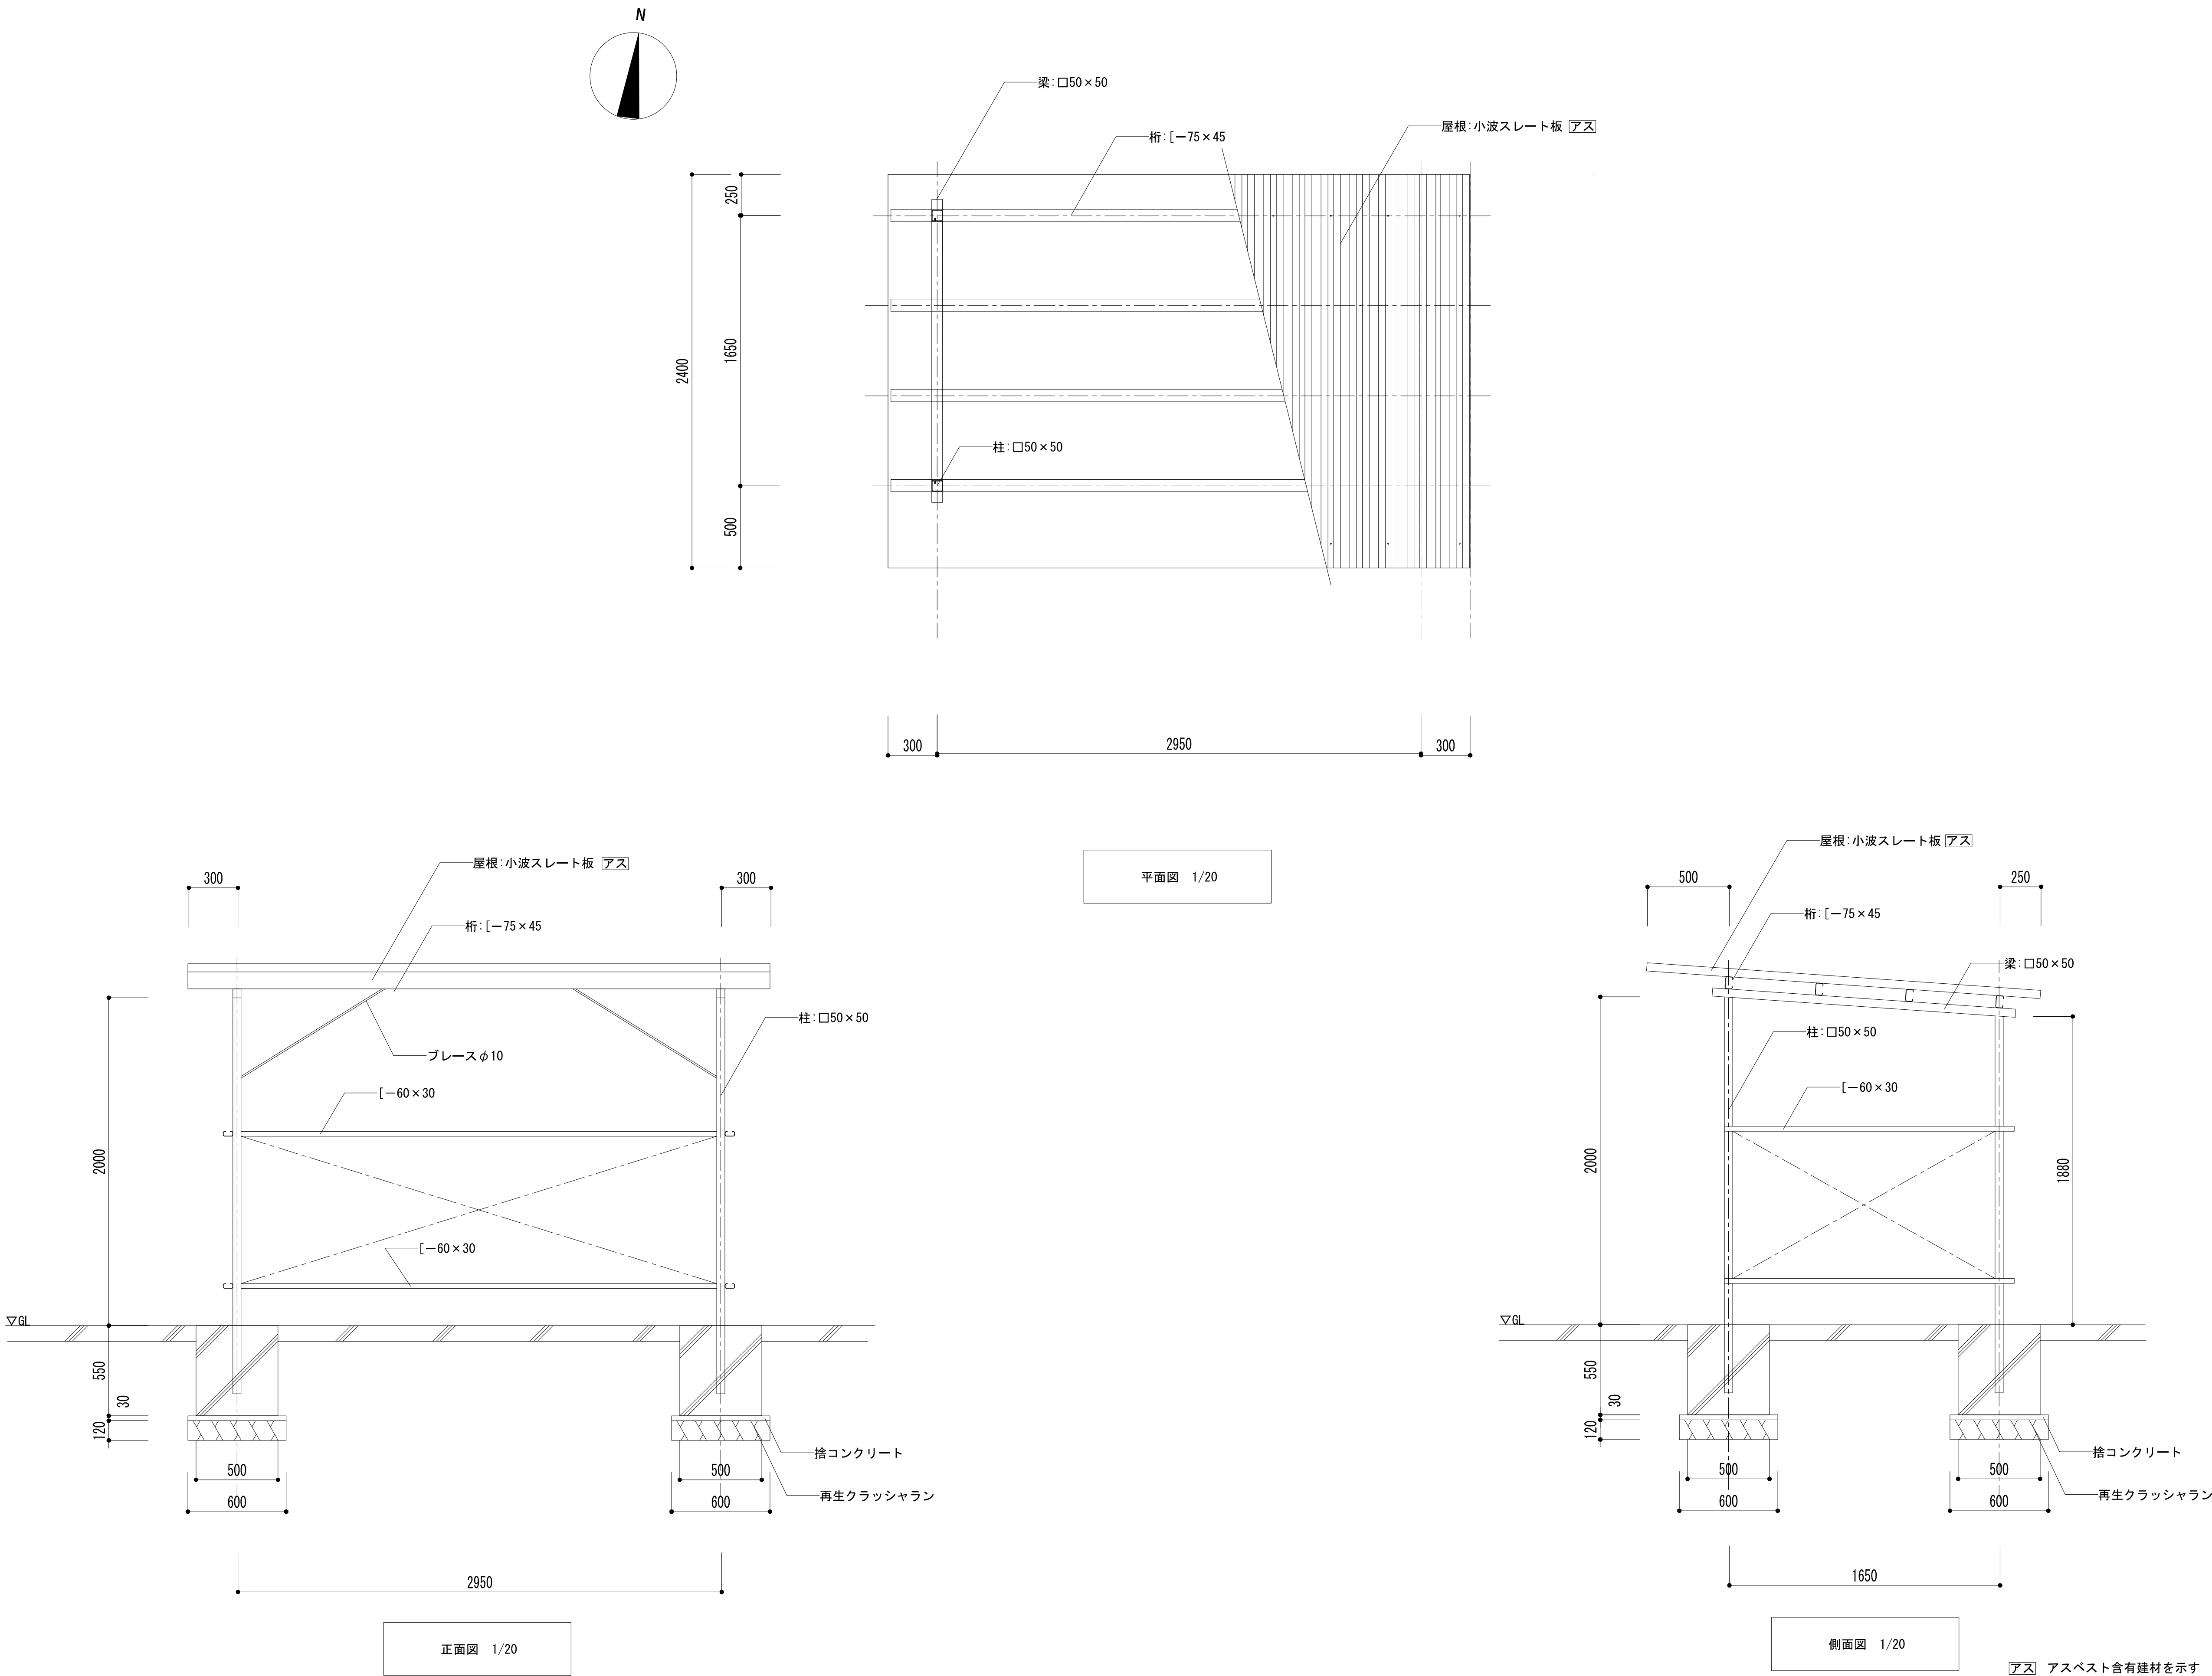 N
梁:□50×50
桁:[ー75×45
屋根:小波スレート板 アス
250
1650
2400
500
柱:□50×50
300
2950
300
平面図 1/20
300
屋根:小波スレート板 アス
300
桁:[ー75×45
柱:□50×50
ブレースφ10
[ー60×30
2000
[ー60×30
▽GL
550
30
120
500
600
500
600
捨コンクリート
再生クラッシャラン
2950
正面図 1/20
屋根:小波スレート板 アス
500
250
桁:[ー75×45
梁:□50×50
柱:□50×50
[ー60×30
2000
1880
▽GL
550
30
120
500
600
500
600
捨コンクリート
再生クラッシャラン
1650
側面図 1/20
アス アスベスト含有建材を示す